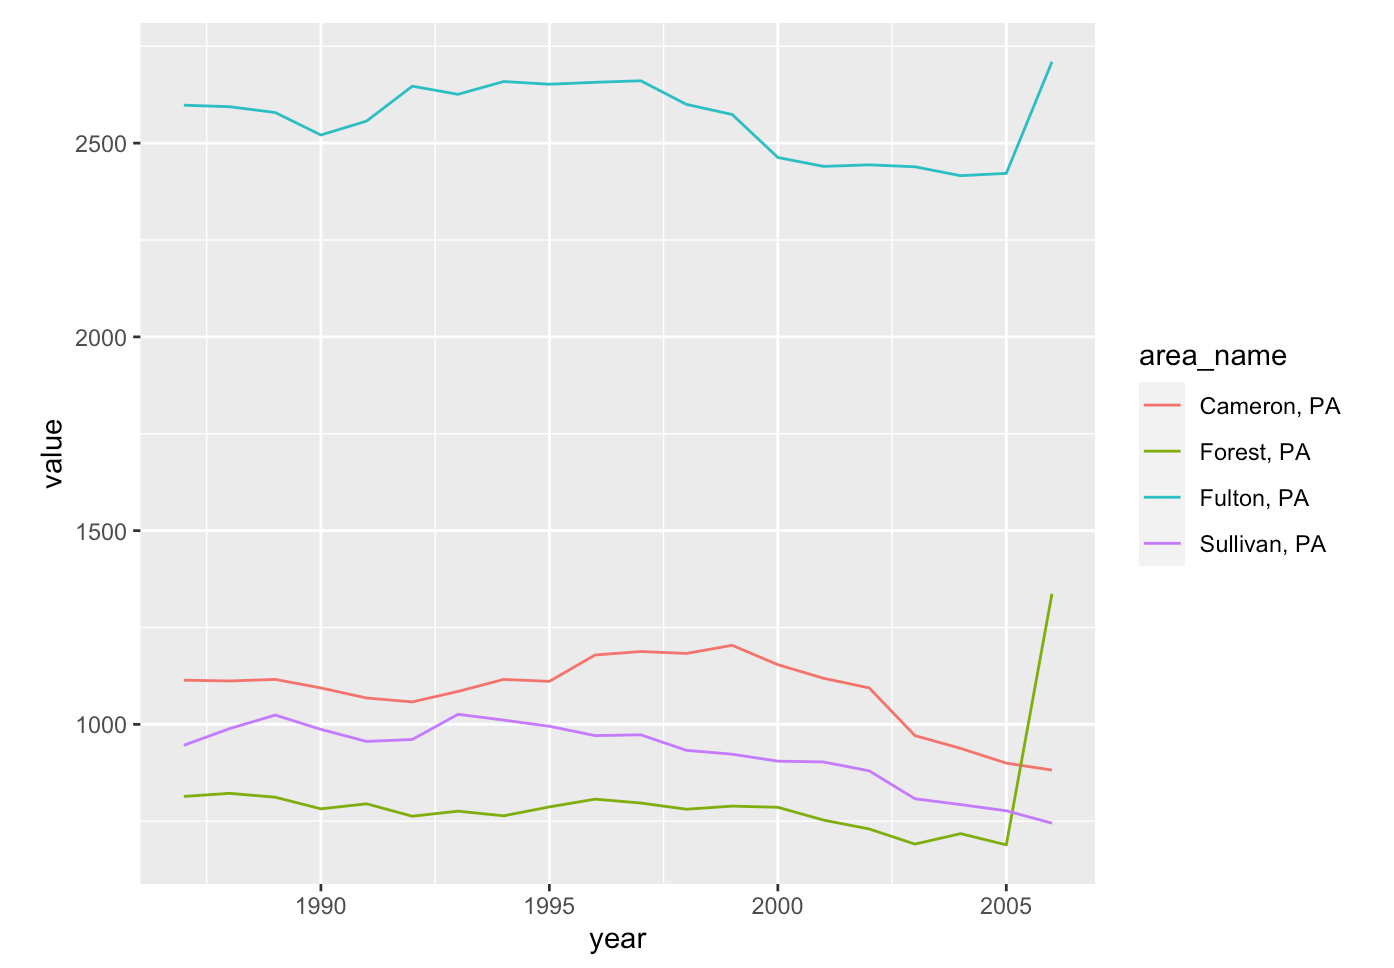 2500
2000
1500
1000
value
1990 1995 2000 2005
year
area_name
Cameron, PA
Forest, PA
Fulton, PA
Sullivan, PA